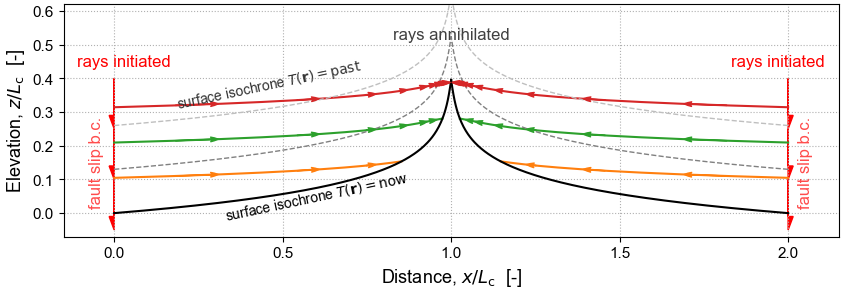 rays annihilated
rays initiated
rays initiated
surface isochrone T(r) = past
surface isochrone T(r) = now
fault slip b.c.
fault slip b.c.
Elevation, z/Lc [-]
0.6
0.5
0.4
0.3
0.2
0.1
0.0
0.0
0.5
1.0
1.5
2.0
Distance, x/Lc [-]